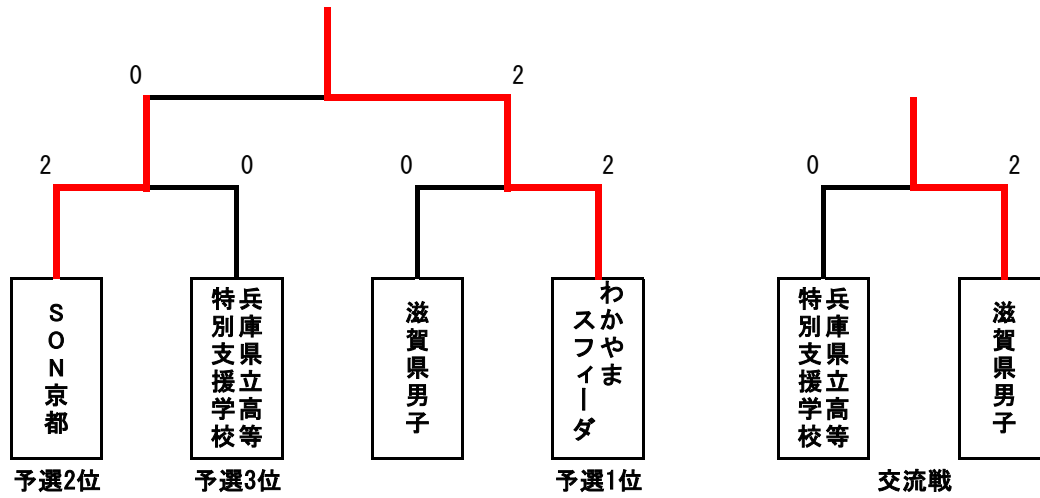 0
2
2
0
0
2
0
2
SON京都
兵庫県立高等
特別支援学校
滋賀県男子
わかやま
スフィーダ
兵庫県立高等
特別支援学校
滋賀県男子
予選2位
予選3位
予選1位
交流戦